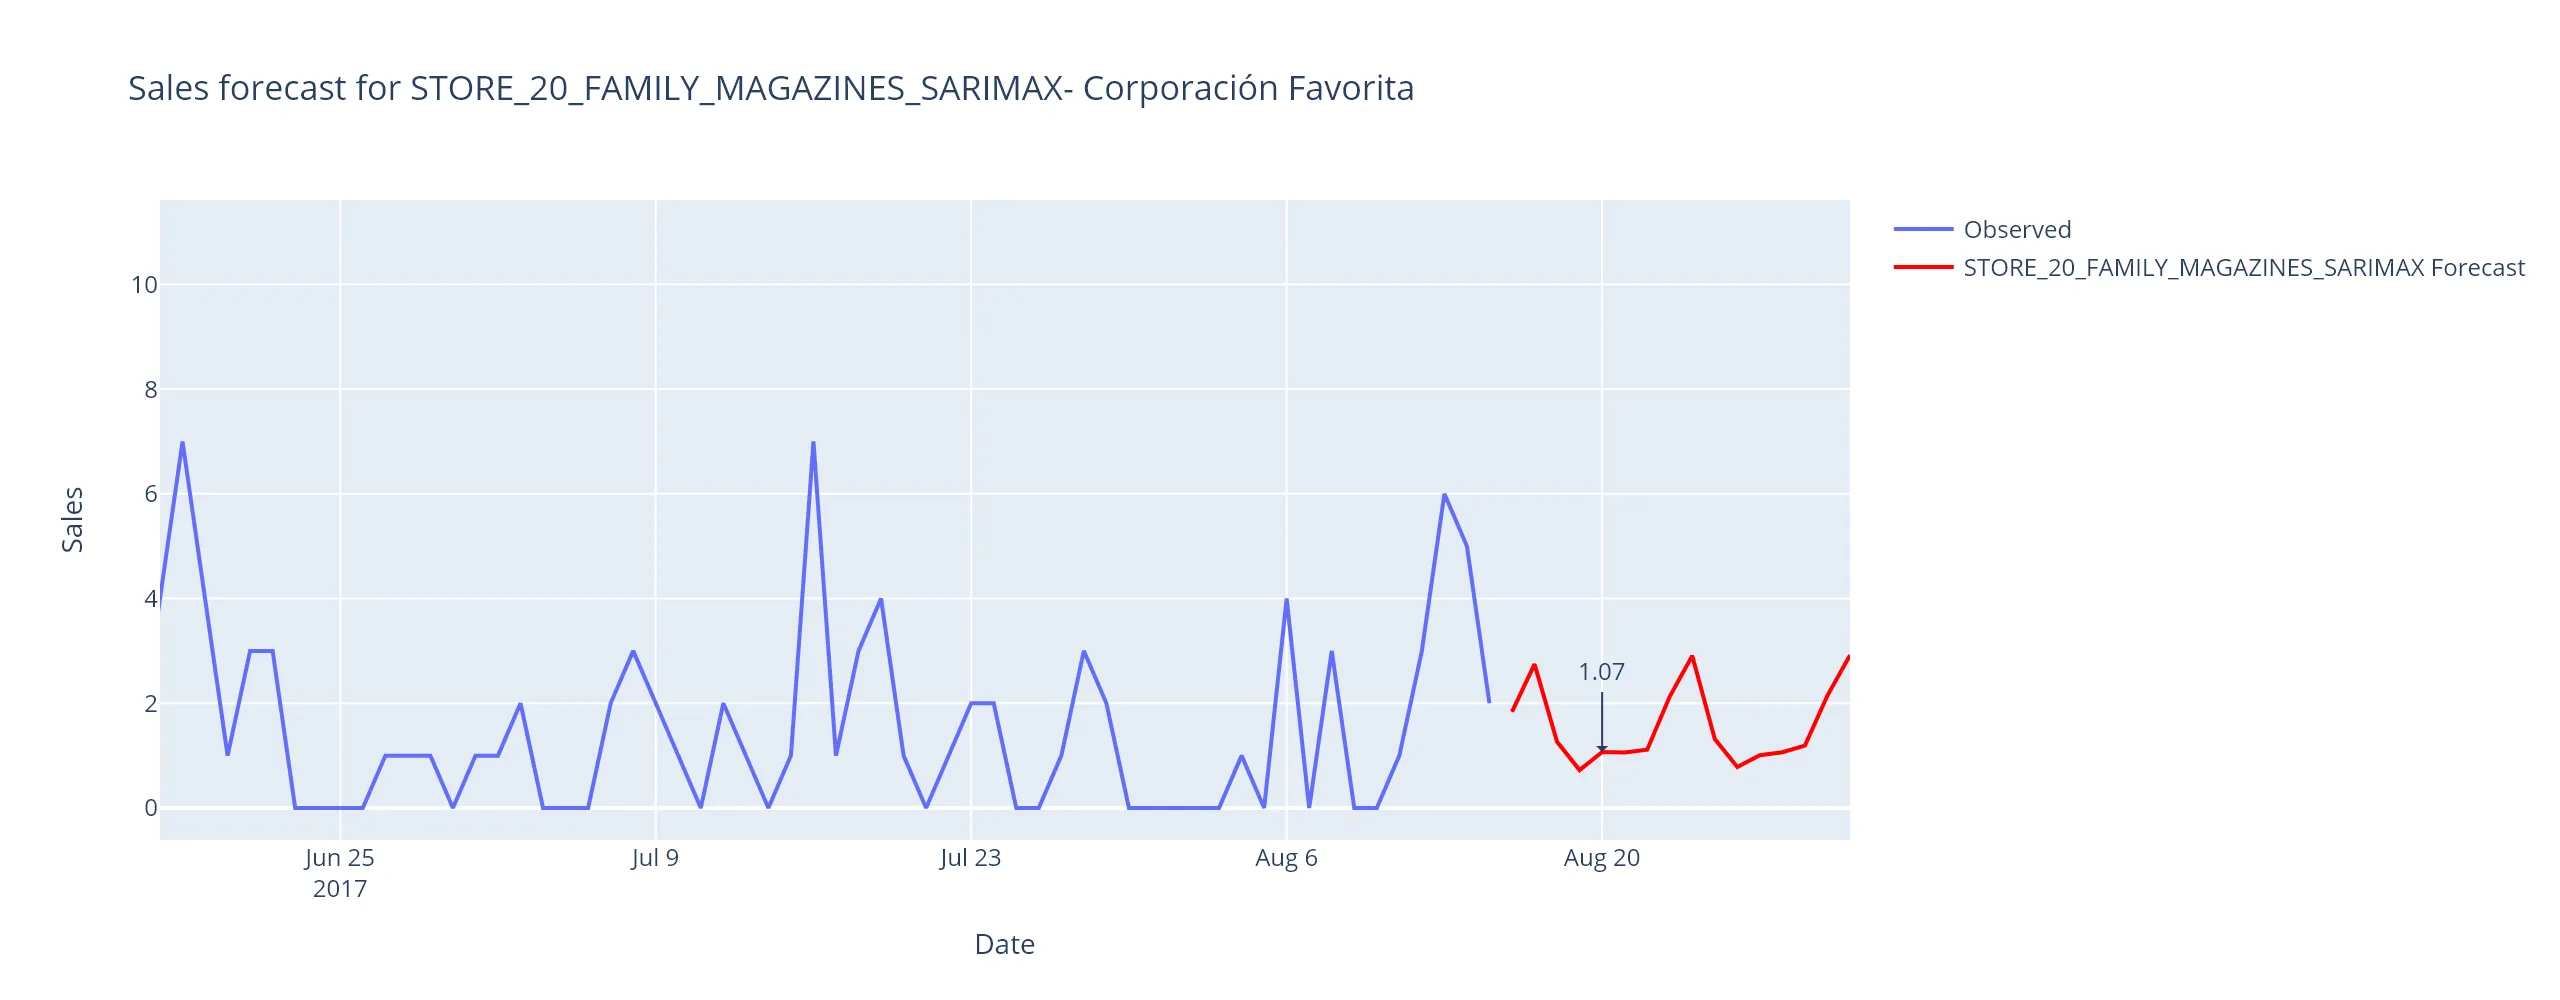 Sales forecast for STORE_20_FAMILY_MAGAZINES_SARIMAX- Corporación Favorita
Observed
STORE_20_FAMILY_MAGAZINES_SARIMAX Forecast
10
8
6
4
2
0
Sales
1.07
Jun 25
2017
Jul 9
Jul 23
Aug 6
Aug 20
Date